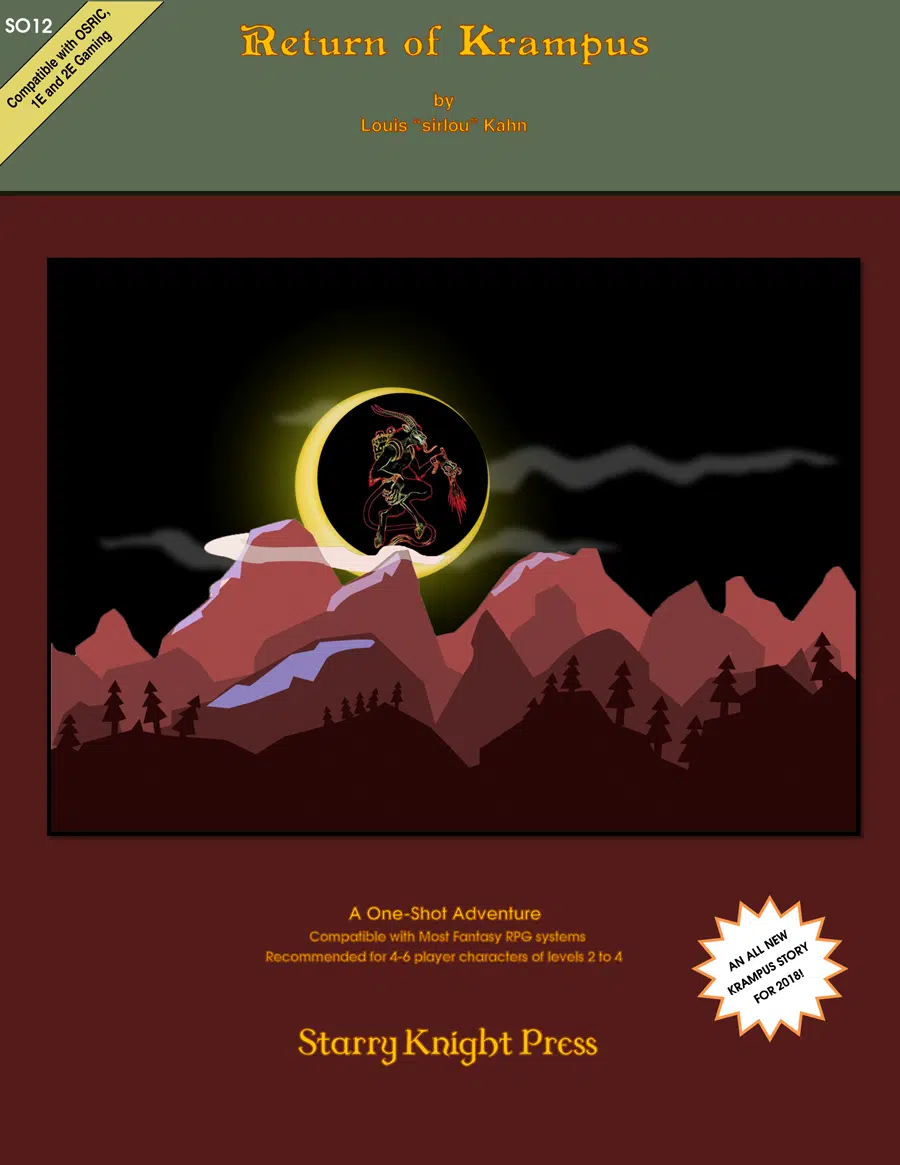 SO12
Compatible with OSRIC,
1E and 2E Gaming
Return of Krampus
by
Louis "sirlou" Kahn
A One-Shot Adventure
Compatible with Most Fantasy RPG systems
Recommended for 4-6 player characters of levels 2 to 4
AN ALL NEW
KRAMPUS STORY
FOR 2018!
Starry Knight Press